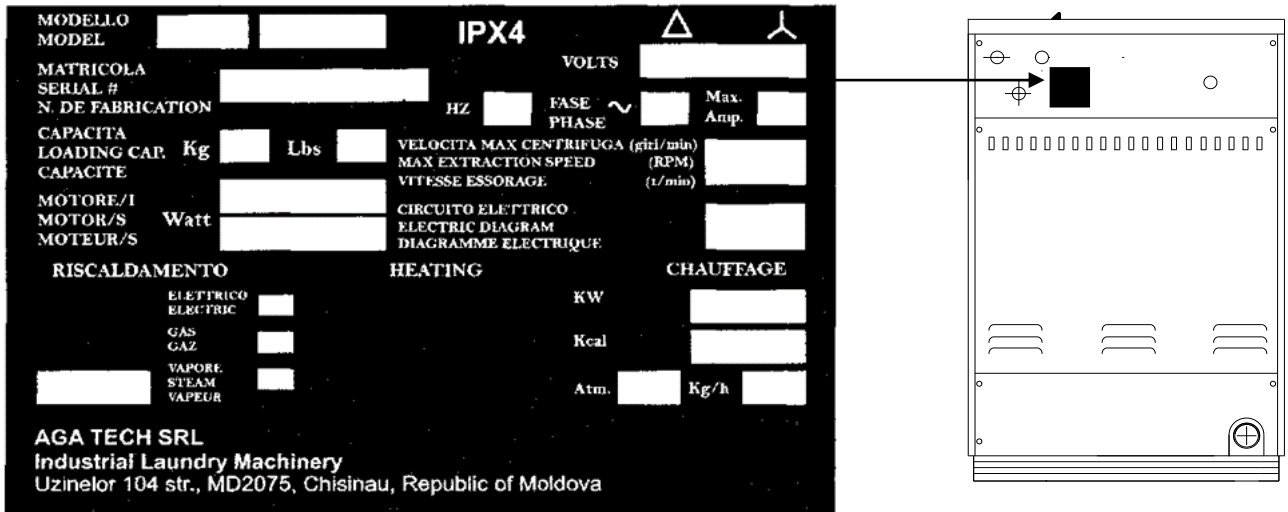 MODELLO
MODEL
IPX4
VOLTS
MATRICOLA
SERIAL #
N. DE FABRICATION
HZ
FASE ~
PHASE
Max.
Amp.
CAPACITA
LOADING CAP. Kg Lbs
CAPACITE
VELOCITA MAX CENTRIFUGA (giri/min)
MAX EXTRACTION SPEED (RPM)
VITESSE ESSORAGE (t/min)
MOTORE/I
MOTOR/S Watt
MOTEUR/S
CIRCUITO ELETTRICO
ELECTRIC DIAGRAM
DIAGRAMME ELECTRIQUE
RISCALDAMENTO HEATING CHAUFFAGE
ELETTRICO
ELECTRIC
KW
GAS
GAZ
Kcal
VAPORE
STEAM
VAPEUR
Atm. Kg/h
AGA TECH SRL
Industrial Laundry Machinery
Uzinelor 104 str., MD2075, Chisinau, Republic of Moldova